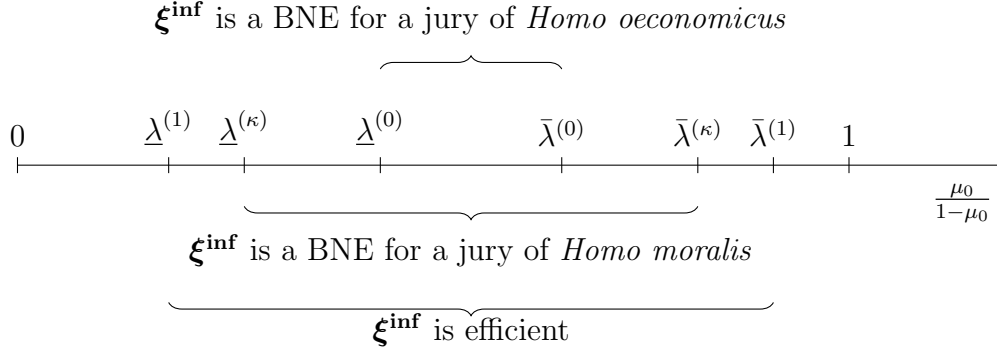 ξ^inf is a BNE for a jury of Homo oeconomicus
0 λ̲^(1) λ̲^(κ) λ̲^(0) λ̄^(0) λ̄^(κ) λ̄^(1) 1
μ₀/(1−μ₀)
ξ^inf is a BNE for a jury of Homo moralis
ξ^inf is efficient